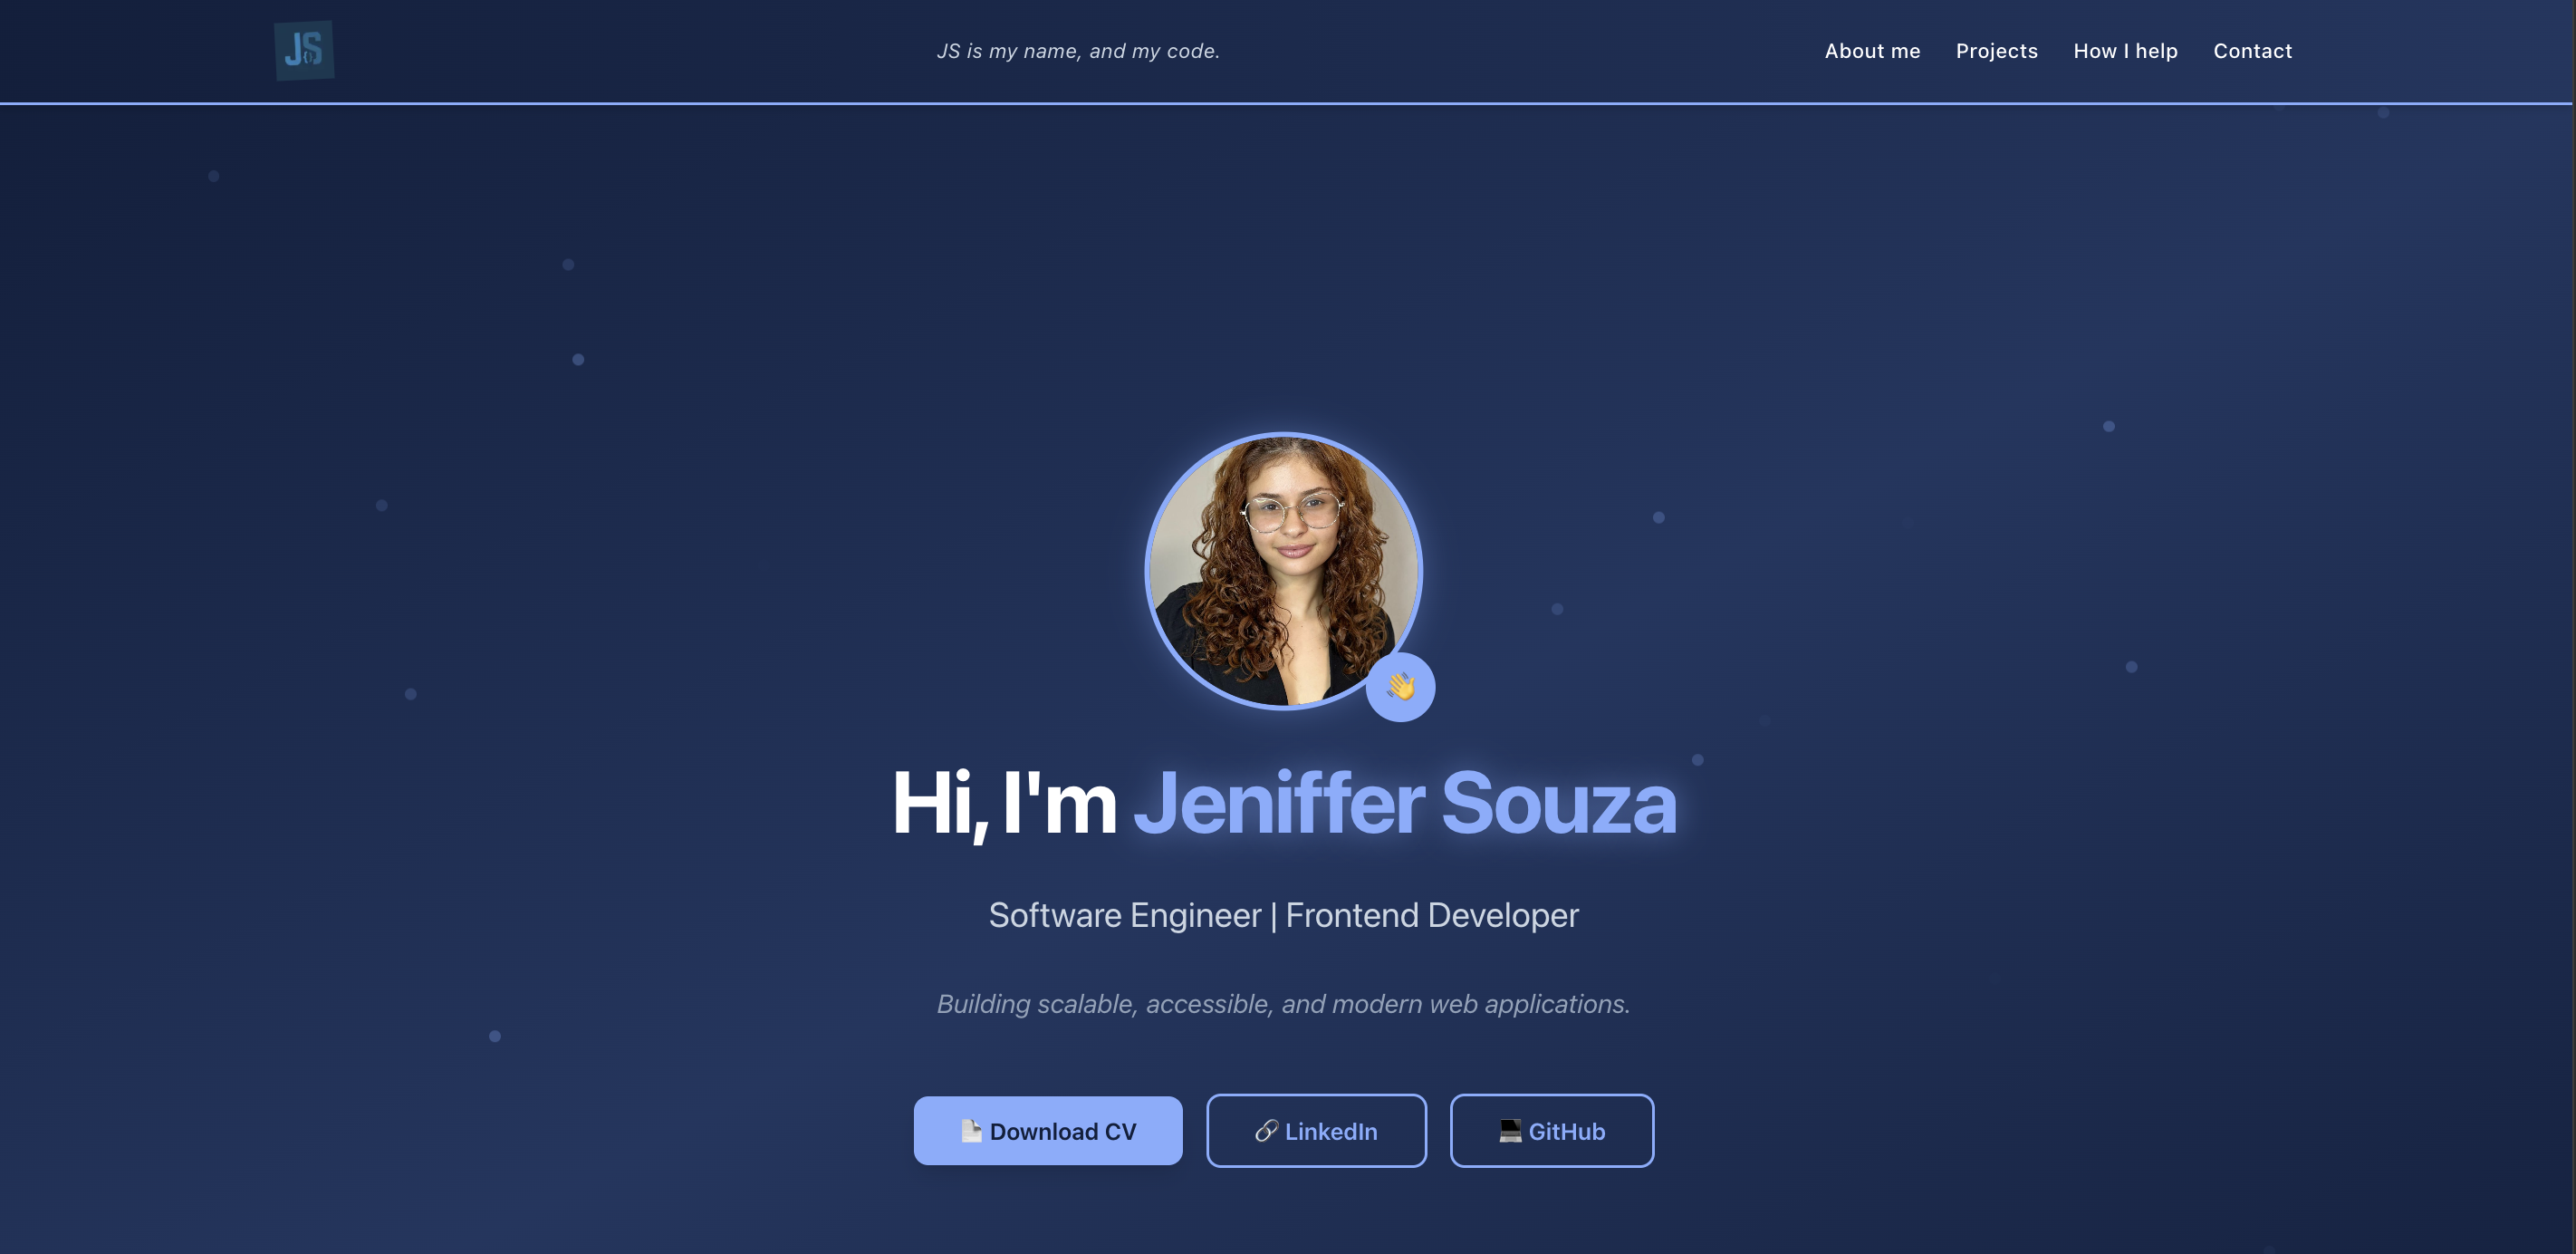 JS
JS is my name, and my code.
About me
Projects
How I help
Contact
Hi, I'm Jeniffer Souza
Software Engineer | Frontend Developer
Building scalable, accessible, and modern web applications.
Download CV
LinkedIn
GitHub